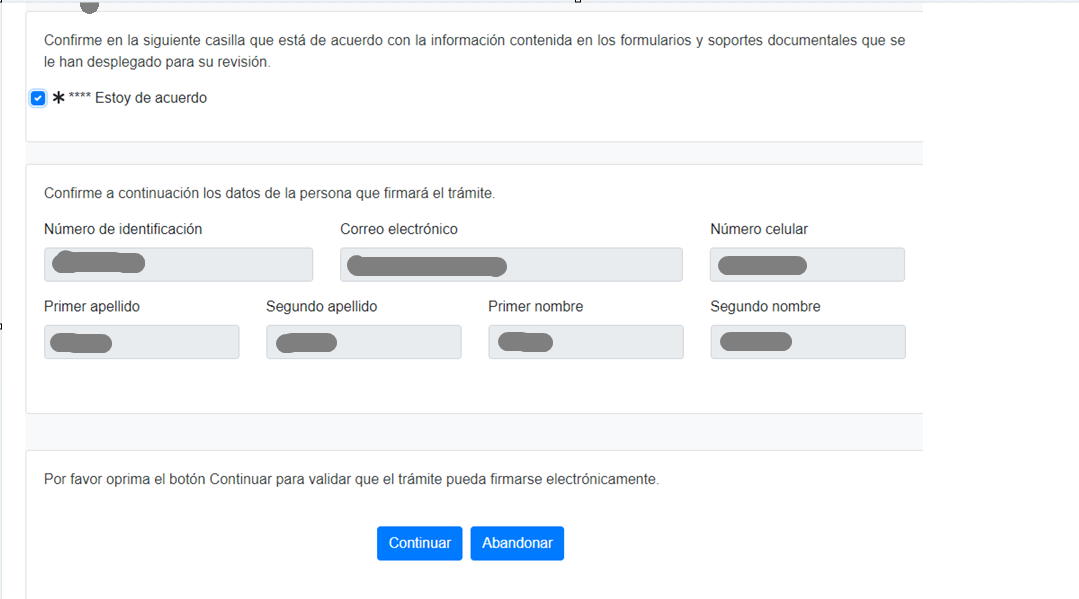 Confirme en la siguiente casilla que está de acuerdo con la información contenida en los formularios y soportes documentales que se
le han desplegado para su revisión.
* **** Estoy de acuerdo
Confirme a continuación los datos de la persona que firmará el trámite.
Número de identificación Correo electrónico Número celular
Primer apellido Segundo apellido Primer nombre Segundo nombre
Por favor oprima el botón Continuar para validar que el trámite pueda firmarse electrónicamente.
Continuar Abandonar